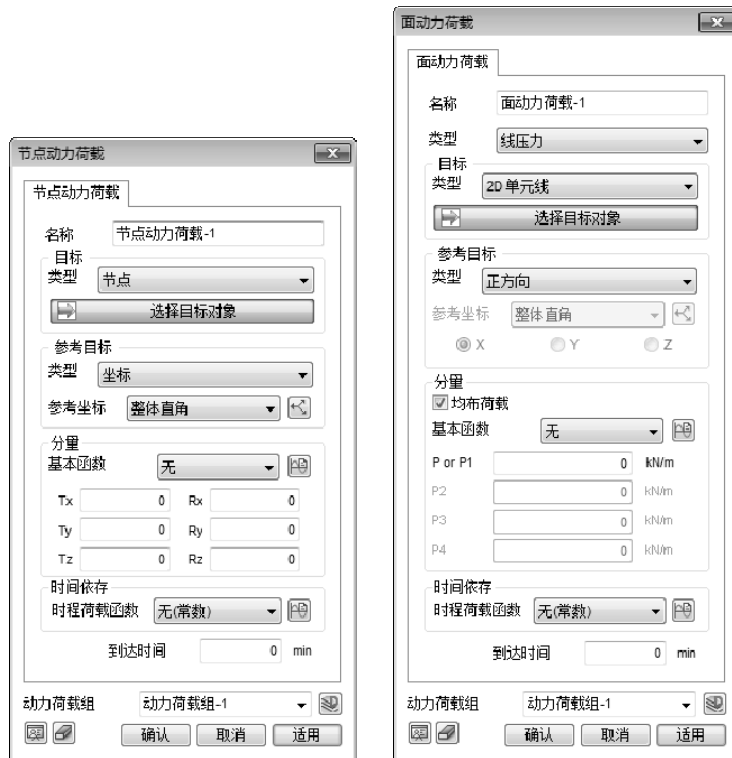 节点动力荷载
节点动力荷载
名称 节点动力荷载-1
目标
类型 节点
选择目标对象
参考目标
类型 坐标
参考坐标 整体直角
分量
基本函数 无
Tx 0 Rx 0
Ty 0 Ry 0
Tz 0 Rz 0
时间依存
时程荷载函数 无(常数)
到达时间 0 min
动力荷载组 动力荷载组-1
确认 取消 适用
面动力荷载
面动力荷载
名称 面动力荷载-1
类型 线压力
目标
类型 2D 单元线
选择目标对象
参考目标
类型 正方向
参考坐标 整体直角
X Y Z
分量
均布荷载
基本函数 无
P or P1 0 kN/m
P2 0 kN/m
P3 0 kN/m
P4 0 kN/m
时间依存
时程荷载函数 无(常数)
到达时间 0 min
动力荷载组 动力荷载组-1
确认 取消 适用